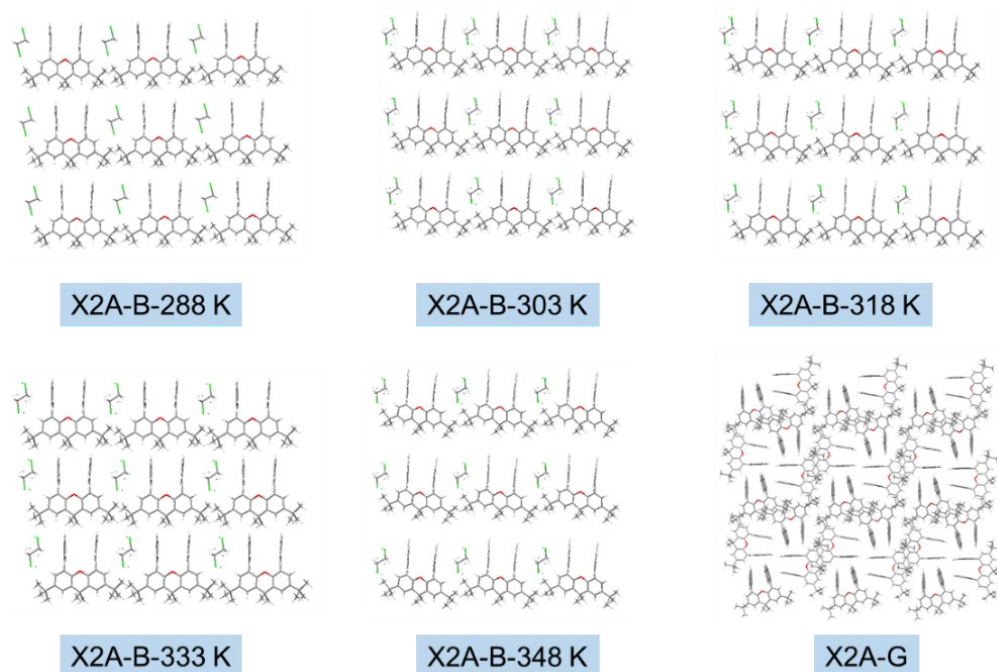 X2A-B-288 K
X2A-B-303 K
X2A-B-318 K
X2A-B-333 K
X2A-B-348 K
X2A-G